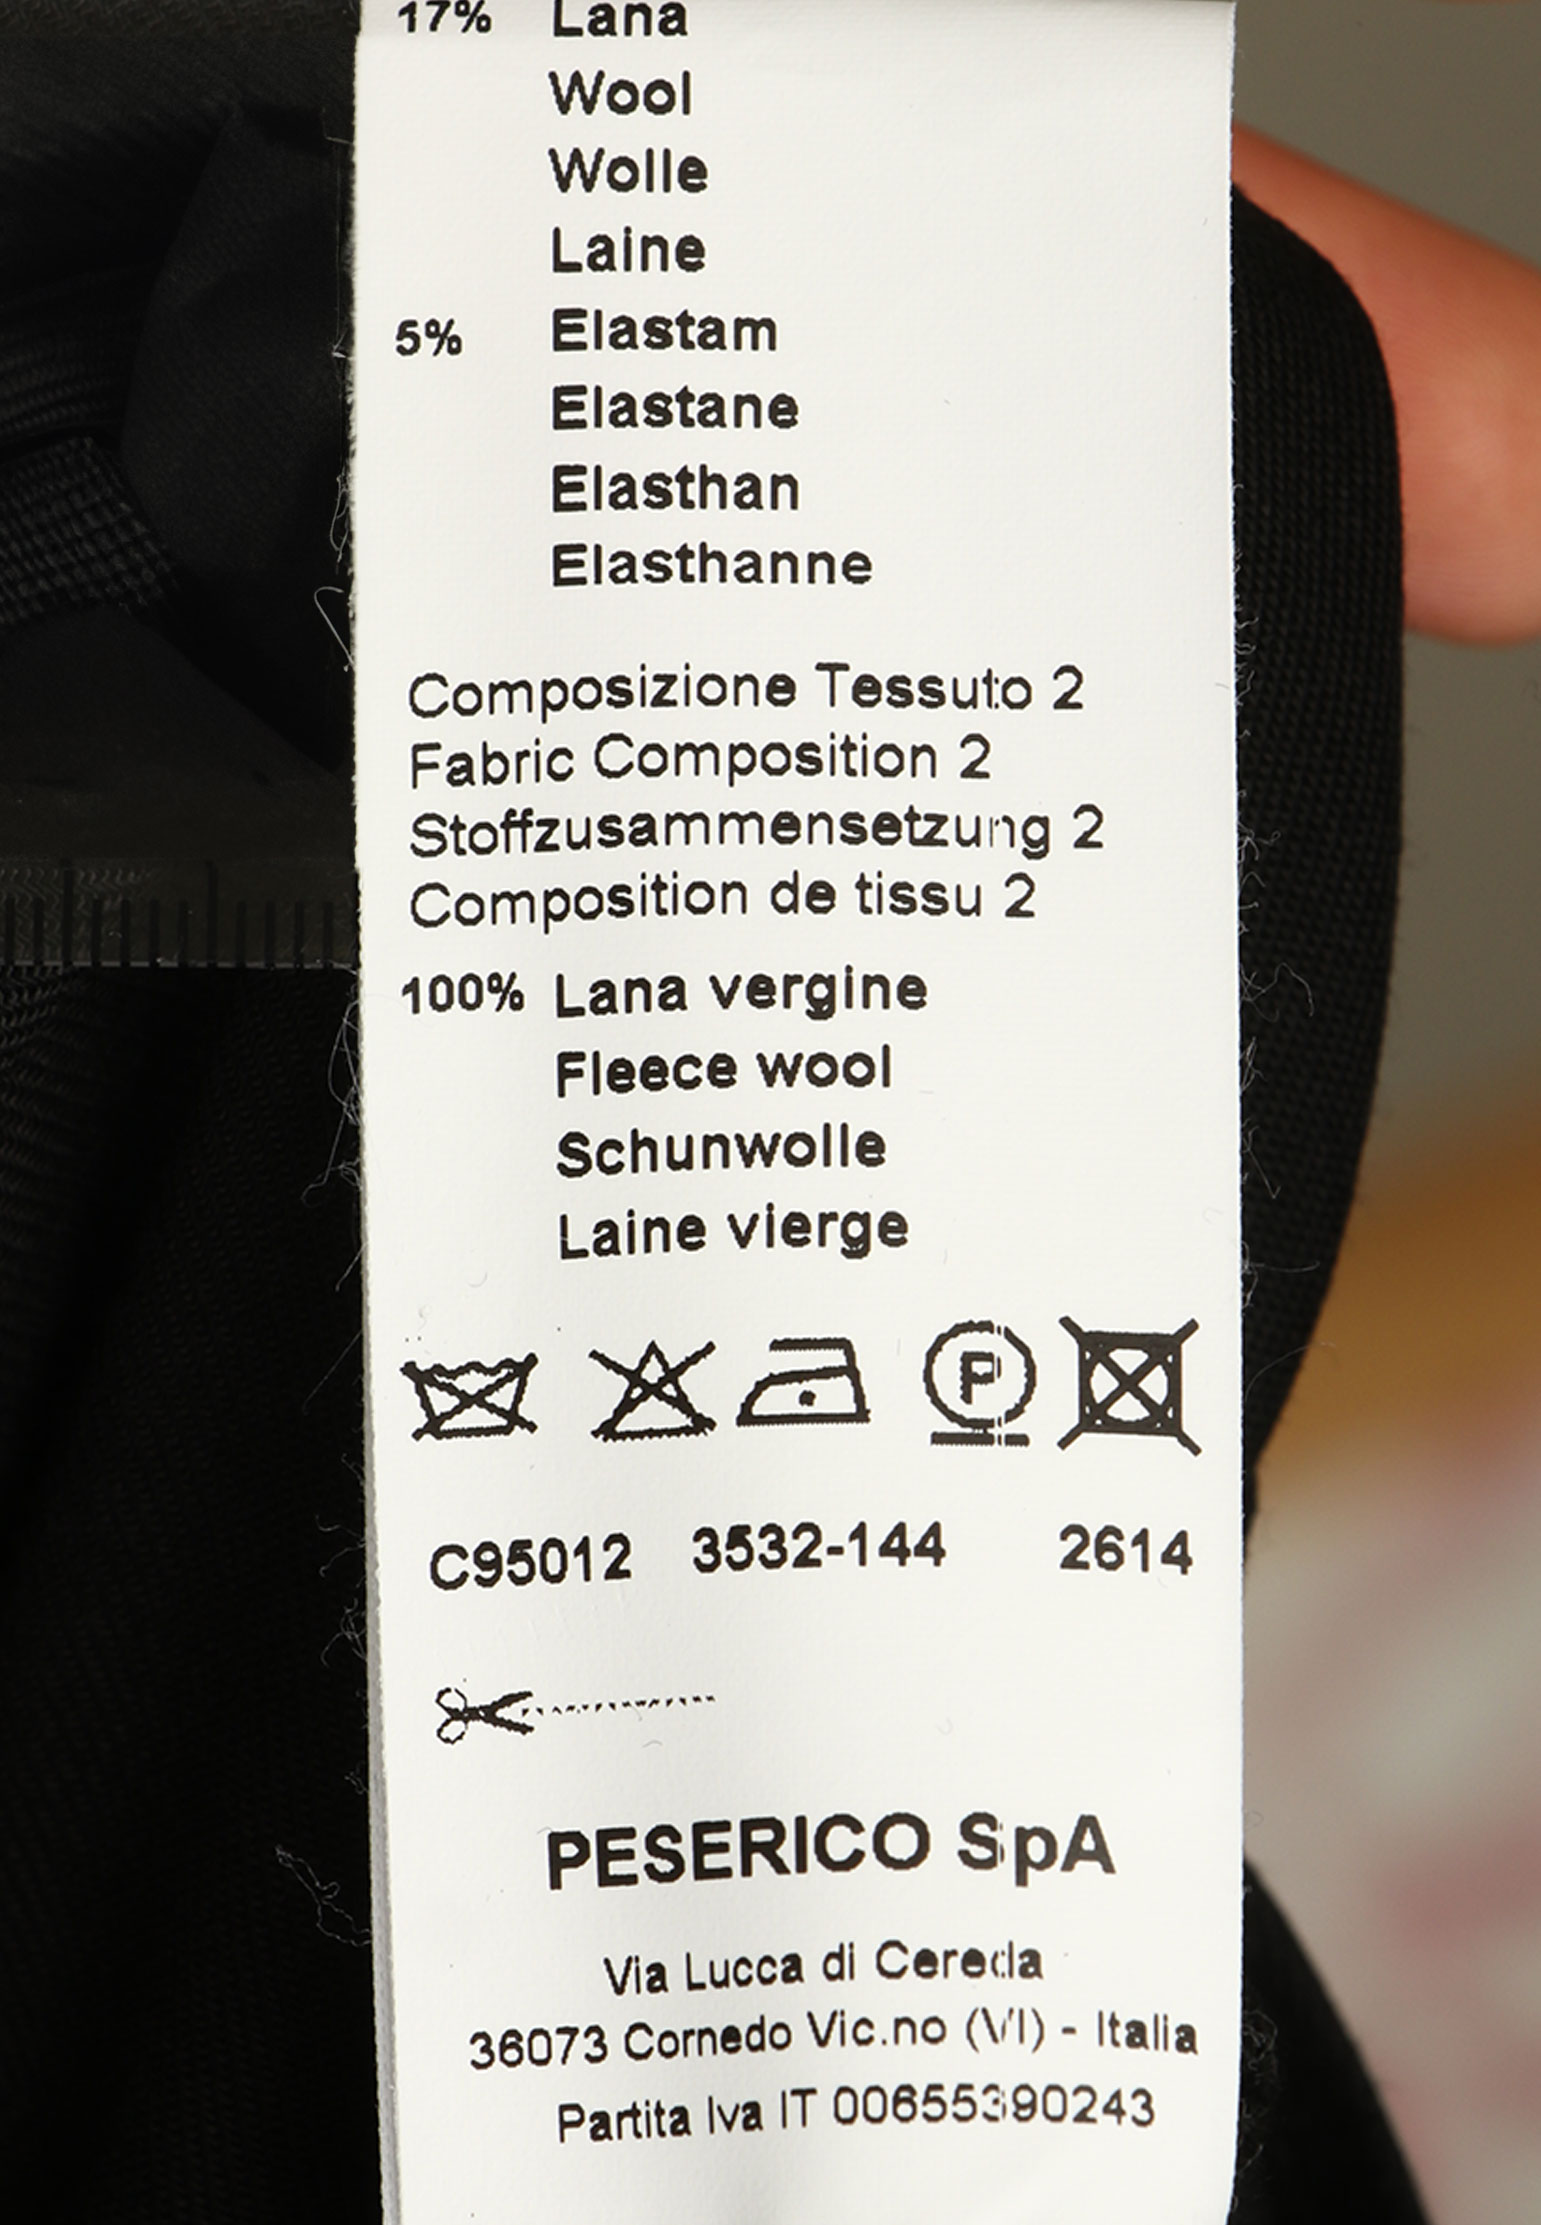 17% Lana
Wool
Wolle
Laine
5% Elastam
Elastane
Elasthan
Elasthanne
Composizione Tessuto 2
Fabric Composition 2
Stoffzusammensetzung 2
Composition de tissu 2
100% Lana vergine
Fleece wool
Schunwolle
Laine vierge
P
C95012 3532-144 2614
PESERICO SpA
Via Lucca di Cereda
36073 Cornedo Vic.no (VI) - Italia
Partita Iva IT 00655390243